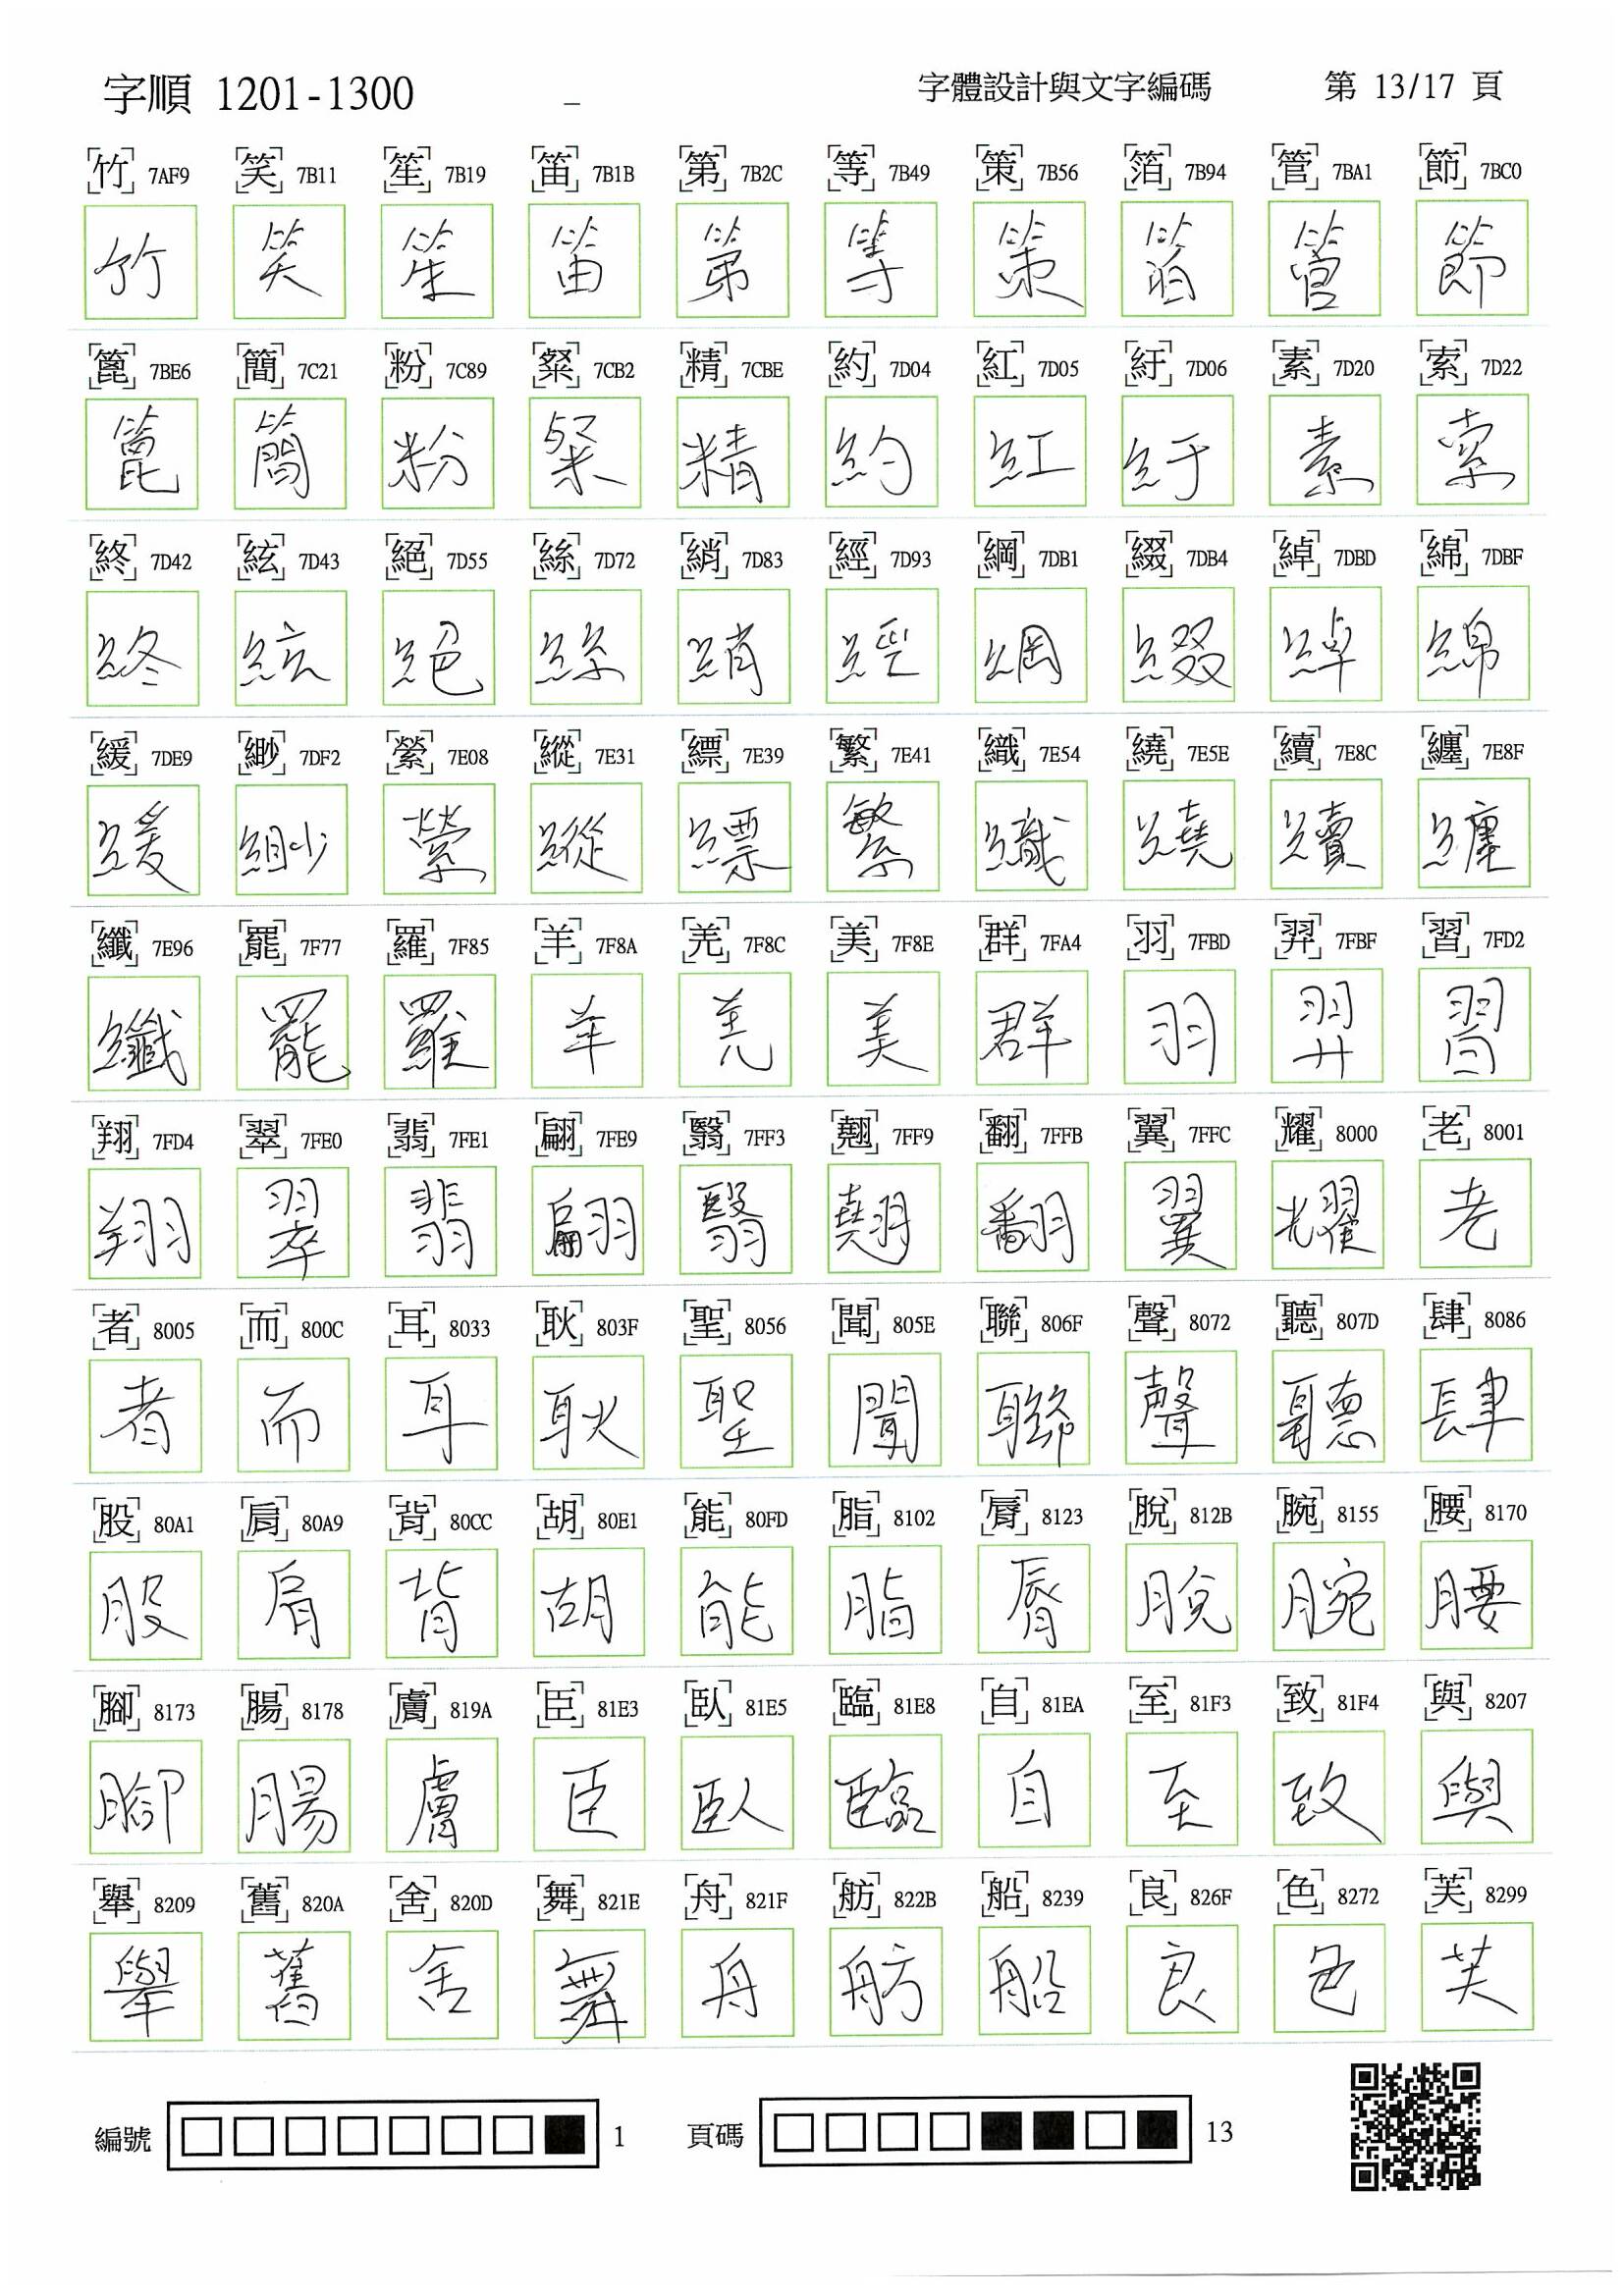 字順 1201-1300 _ 字體設計與文字編碼 第 13/17 頁
竹 7AF9 笑 7B11 笙 7B19 笛 7B1B 第 7B2C 等 7B49 策 7B56 箔 7B94 管 7BA1 節 7BC0
竹 笑 笙 笛 第 等 策 箔 管 節
篦 7BE6 簡 7C21 粉 7C89 粲 7CB2 精 7CBE 約 7D04 紅 7D05 紆 7D06 素 7D20 索 7D22
篦 簡 粉 粲 精 約 紅 紆 素 索
終 7D42 絃 7D43 絕 7D55 絲 7D72 綃 7D83 經 7D93 綱 7DB1 綴 7DB4 綽 7DBD 綿 7DBF
終 絃 絕 絲 綃 經 綱 綴 綽 綿
緩 7DE9 緲 7DF2 縈 7E08 縱 7E31 縹 7E39 繁 7E41 織 7E54 繞 7E5E 續 7E8C 纏 7E8F
緩 緲 縈 縱 縹 繁 織 繞 續 纏
纖 7E96 罷 7F77 羅 7F85 羊 7F8A 羌 7F8C 美 7F8E 群 7FA4 羽 7FBD 羿 7FBF 習 7FD2
纖 罷 羅 羊 羌 美 群 羽 羿 習
翔 7FD4 翠 7FE0 翡 7FE1 翩 7FE9 翳 7FF3 翹 7FF9 翻 7FFB 翼 7FFC 耀 8000 老 8001
翔 翠 翡 翩 翳 翹 翻 翼 耀 老
者 8005 而 800C 耳 8033 耿 803F 聖 8056 聞 805E 聯 806F 聲 8072 聽 807D 肆 8086
者 而 耳 耿 聖 聞 聯 聲 聽 肆
股 80A1 肩 80A9 背 80CC 胡 80E1 能 80FD 脂 8102 脣 8123 脫 812B 腕 8155 腰 8170
股 肩 背 胡 能 脂 脣 脫 腕 腰
腳 8173 腸 8178 膚 819A 臣 81E3 臥 81E5 臨 81E8 自 81EA 至 81F3 致 81F4 與 8207
腳 腸 膚 臣 臥 臨 自 至 致 與
舉 8209 舊 820A 舍 820D 舞 821E 舟 821F 舫 822B 船 8239 良 826F 色 8272 芙 8299
舉 舊 舍 舞 舟 舫 船 良 色 芙
編號 1 頁碼 13